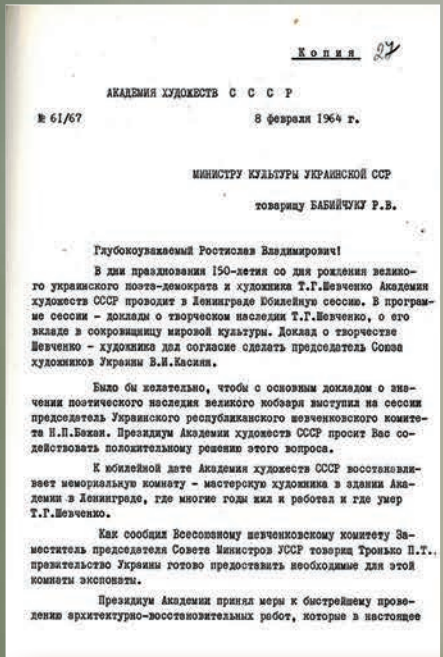 Копия 27
АКАДЕМИЯ ХУДОЖЕСТВ С С С Р
№ 61/67 8 февраля 1964 г.
МИНИСТРУ КУЛЬТУРЫ УКРАИНСКОЙ ССР
товарищу БАБИЙЧУКУ Р.В.
Глубокоуважаемый Ростислав Владимирович!
В дни празднования 150-летия со дня рождения велико-
го украинского поэта-демократа и художника Т.Г.Шевченко Академия
художеств СССР проводит в Ленинграде Юбилейную сессию. В програм-
ме сессии - доклады о творческом наследии Т.Г.Шевченко, о его
вкладе в сокровищницу мировой культуры. Доклад о творчестве
Шевченко - художника дал согласие сделать председатель Союза
художников Украины В.И.Касиян.
Было бы желательно, чтобы с основным докладом о зна-
чении поэтического наследия великого кобзаря выступил на сессии
председатель Украинского республиканского шевченковского комите-
та Н.П.Бажан. Президиум Академии художеств СССР просит Вас со-
действовать положительному решению этого вопроса.
К юбилейной дате Академия художеств СССР восстанавли-
вает мемориальную комнату - мастерскую художника в здании Ака-
демии в Ленинграде, где многие годы жил и работал и где умер
Т.Г.Шевченко.
Как сообщил Всесоюзному шевченковскому комитету За-
меститель председателя Совета Министров УССР товарищ Тронько П.Т.,
правительство Украины готово предоставить необходимые для этой
комнаты экспонаты.
Президиум Академии принял меры к быстрейшему прове-
дению архитектурно-восстановительных работ, которые в настоящее